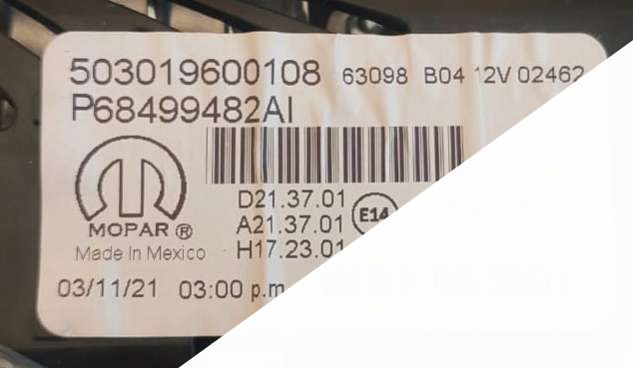 503019600108 63098 B04 12V 02462
P68499482AI
MOPAR ®
Made In Mexico
D21.37.01
A21.37.01
H17.23.01
E14
03/11/21 03:00 p.m